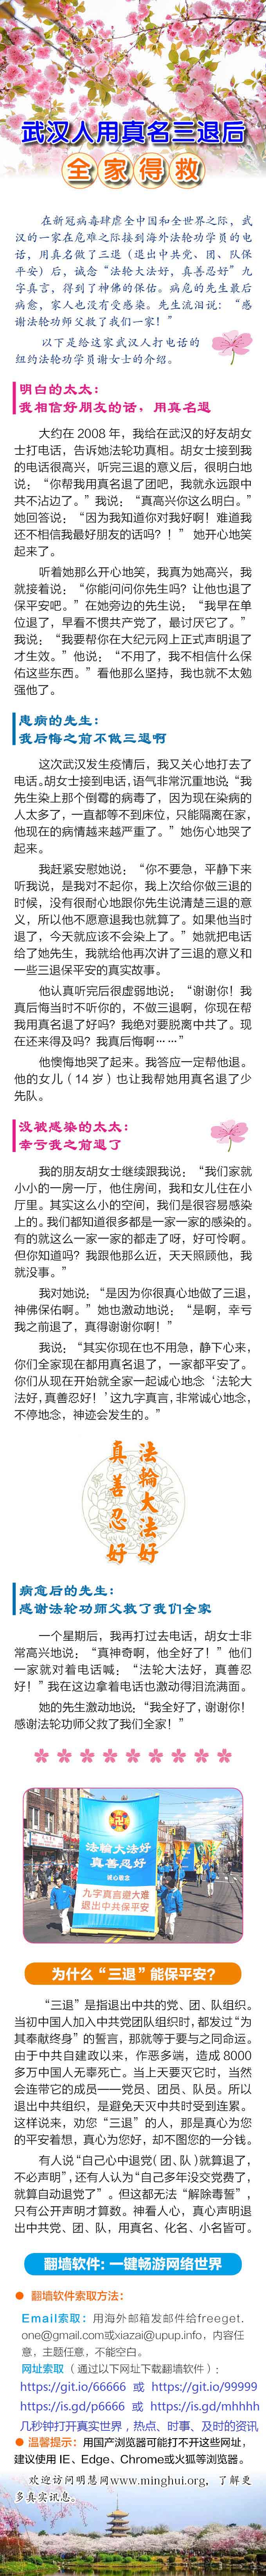 武汉人用真名三退后
全家得救
在新冠病毒肆虐全中国和全世界之际，武
汉的一家在危难之际接到海外法轮功学员的电
话，用真名做了三退（退出中共党、团、队保
平安）后，诚念“法轮大法好，真善忍好”九
字真言，得到了神佛的保佑。病危的先生最后
病愈，家人也没有受感染。先生流泪说：“感
谢法轮功师父救了我们一家！”
以下是给这家武汉人打电话的
纽约法轮功学员谢女士的介绍。
明白的太太：
我相信好朋友的话，用真名退
大约在 2008 年，我给在武汉的好友胡女
士打电话，告诉她法轮功真相。胡女士接到我
的电话很高兴，听完三退的意义后，很明白地
说：“你帮我用真名退了团吧，我就永远跟中
共不沾边了。”我说：“真高兴你这么明白。”
她回答说：“因为我知道你对我好啊！难道我
还不相信我最好朋友的话吗？！” 她开心地笑
起来了。
听着她那么开心地笑，我真为她高兴，我
就接着说：“你能问问你先生吗？让他也退了
保平安吧。”在她旁边的先生说：“我早在单
位退了，早看不惯共产党了，最讨厌它了。”
我说：“我要帮你在大纪元网上正式声明退了
才生效。”他说：“不用了，我不相信什么保
佑这些东西。”看他那么坚持，我也就不太勉
强他了。
患病的先生：
我后悔之前不做三退啊
这次武汉发生疫情后，我又关心地打去了
电话。胡女士接到电话，语气非常沉重地说：“我
先生染上那个倒霉的病毒了，因为现在染病的
人太多了，一直都等不到床位，只能隔离在家，
他现在的病情越来越严重了。”她伤心地哭了
起来。
我赶紧安慰她说：“你不要急，平静下来
听我说，是我对不起你，我上次给你做三退的
时候，没有很耐心地跟你先生说清楚三退的意
义，所以他不愿意退我也就算了。如果他当时
退了，今天就应该不会染上了。”她就把电话
给了她先生，我就给他再次讲了三退的意义和
一些三退保平安的真实故事。
他认真听完后很虚弱地说：“谢谢你！我
真后悔当时不听你的，不做三退啊，你现在帮
我用真名退了好吗？我绝对要脱离中共了。现
在还来得及吗？我真后悔啊……”
他懊悔地哭了起来。我答应一定帮他退。
他的女儿（14 岁）也让我帮她用真名退了少
先队。
没被感染的太太：
幸亏我之前退了
我的朋友胡女士继续跟我说：“我们家就
小小的一房一厅，他住房间，我和女儿住在小
厅里。其实这么小的空间，我们是很容易感染
上的。我们都知道很多都是一家一家的感染的。
有的就这么一家一家的都走了呀，好可怜啊。
但你知道吗？我跟他那么近，天天照顾他，我
就没事。”
我对她说：“是因为你很真心地做了三退，
神佛保佑啊。”她也激动地说：“是啊，幸亏
我之前退了，真得谢谢你啊！”
我说：“其实你现在也不用急，静下心来，
你们全家现在都用真名退了，一家都平安了。
你们从现在开始就全家一起诚心地念‘法轮大
法好，真善忍好！’这九字真言，非常诚心地念，
不停地念，神迹会发生的。”
法輪大法好
真善忍好
病愈后的先生：
感谢法轮功师父救了我们全家
一个星期后，我再打过去电话，胡女士非
常高兴地说：“真神奇啊，他全好了！”他们
一家就对着电话喊：“法轮大法好，真善忍
好！”我在这边拿着电话也激动得泪流满面。
她的先生激动地说：“我全好了，谢谢你！
感谢法轮功师父救了我们全家！”
法輪大法好
真善忍好
誠心敬念
九字真言避大难
退出中共保平安
为什么“三退”能保平安？
“三退”是指退出中共的党、团、队组织。
当初中国人加入中共党团队组织时，都发过“为
其奉献终身”的誓言，那就等于要与之同命运。
由于中共自建政以来，作恶多端，造成 8000
多万中国人无辜死亡。当上天要灭它时，当然
会连带它的成员——党员、团员、队员。所以
退出中共组织，是避免天灭中共时受到连累。
这样说来，劝您“三退”的人，那是真心为您
的平安着想，真心为您好，却不图您的一分钱。
有人说“自己心中退党（团、队）就算退了，
不必声明”，还有人认为“自己多年没交党费了，
就算自动退党了”。但这都无法“解除毒誓”，
只有公开声明才算数。神看人心，真心声明退
出中共党、团、队，用真名、化名、小名皆可。
翻墙软件：一键畅游网络世界
● 翻墙软件索取方法：
Email索取：用海外邮箱发邮件给freeget.
one@gmail.com或xiazai@upup.info，内容任
意，主题任意，不能空白。
网址索取（通过以下网址下载翻墙软件）：
https://git.io/66666 或 https://git.io/99999
https://is.gd/p6666 或 https://is.gd/mhhhh
几秒钟打开真实世界，热点、时事、及时的资讯
● 温馨提示：用国产浏览器可能打不开这些网址，
建议使用 IE、Edge、Chrome或火狐等浏览器。
欢迎访问明慧网www.minghui.org，了解更
多真实讯息。